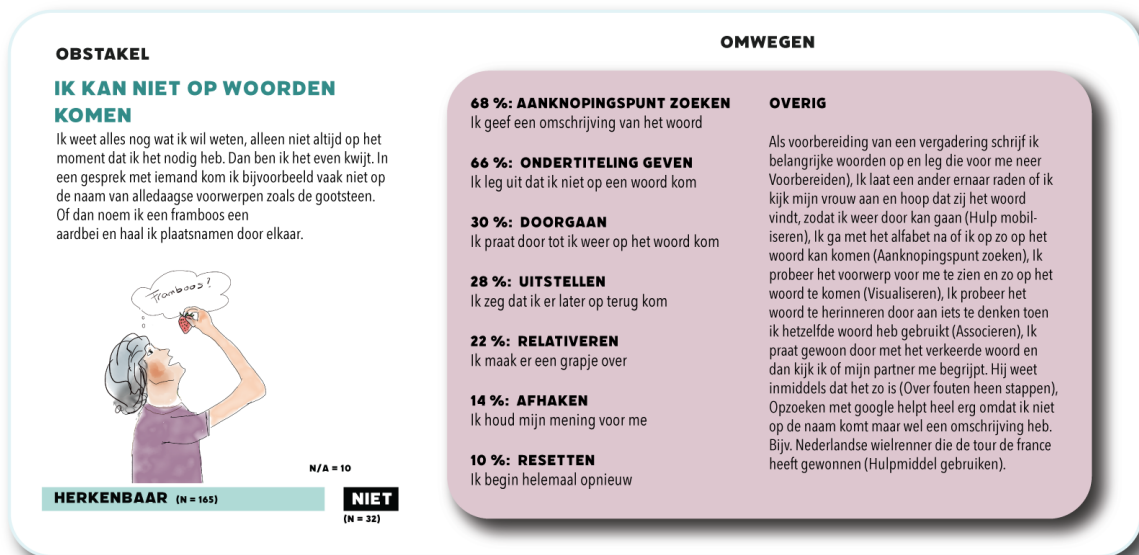 OBSTAKEL
IK KAN NIET OP WOORDEN
KOMEN
Ik weet alles nog wat ik wil weten, alleen niet altijd op het
moment dat ik het nodig heb. Dan ben ik het even kwijt. In
een gesprek met iemand kom ik bijvoorbeeld vaak niet op
de naam van alledaagse voorwerpen zoals de gootsteen.
Of dan noem ik een framboos een
aardbei en haal ik plaatsnamen door elkaar.
Framboos?
N/A = 10
HERKENBAAR (N = 165)
NIET
(N = 32)
OMWEGEN
68 %: AANKNOPINGSPUNT ZOEKEN
Ik geef een omschrijving van het woord
66 %: ONDERTITELING GEVEN
Ik leg uit dat ik niet op een woord kom
30 %: DOORGAAN
Ik praat door tot ik weer op het woord kom
28 %: UITSTELLEN
Ik zeg dat ik er later op terug kom
22 %: RELATIVEREN
Ik maak er een grapje over
14 %: AFHAKEN
Ik houd mijn mening voor me
10 %: RESETTEN
Ik begin helemaal opnieuw
OVERIG
Als voorbereiding van een vergadering schrijf ik
belangrijke woorden op en leg die voor me neer
Voorbereiden), Ik laat een ander ernaar raden of ik
kijk mijn vrouw aan en hoop dat zij het woord
vindt, zodat ik weer door kan gaan (Hulp mobil-
iseren), Ik ga met het alfabet na of ik op zo op het
woord kan komen (Aanknopingspunt zoeken), Ik
probeer het voorwerp voor me te zien en zo op het
woord te komen (Visualiseren), Ik probeer het
woord te herinneren door aan iets te denken toen
ik hetzelfde woord heb gebruikt (Associeren), Ik
praat gewoon door met het verkeerde woord en
dan kijk ik of mijn partner me begrijpt. Hij weet
inmiddels dat het zo is (Over fouten heen stappen),
Opzoeken met google helpt heel erg omdat ik niet
op de naam komt maar wel een omschrijving heb.
Bijv. Nederlandse wielrenner die de tour de france
heeft gewonnen (Hulpmiddel gebruiken).